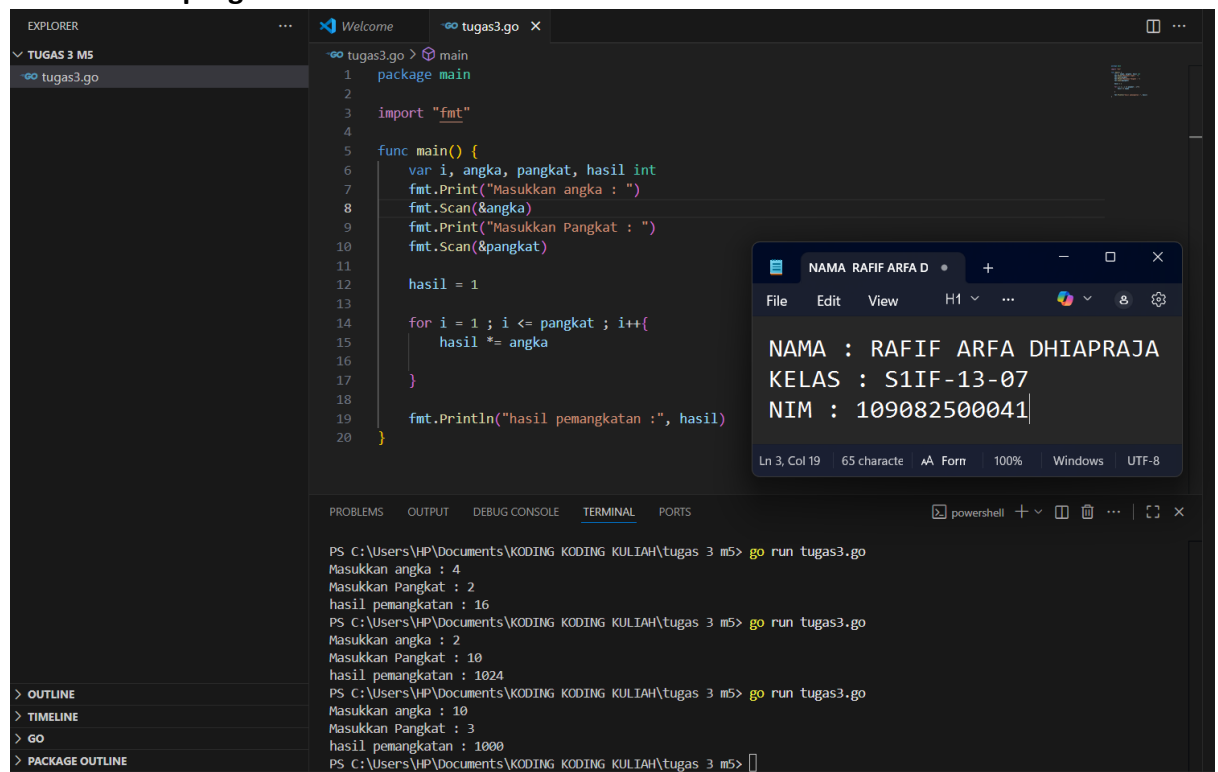 EXPLORER
TUGAS 3 M5
tugas3.go
OUTLINE
TIMELINE
GO
PACKAGE OUTLINE
Welcome
tugas3.go
tugas3.go > main
1 package main
2
3 import "fmt"
4
5 func main() {
6 var i, angka, pangkat, hasil int
7 fmt.Print("Masukkan angka : ")
8 fmt.Scan(&angka)
9 fmt.Print("Masukkan Pangkat : ")
10 fmt.Scan(&pangkat)
11
12 hasil = 1
13
14 for i = 1 ; i <= pangkat ; i++{
15 hasil *= angka
16
17 }
18
19 fmt.Println("hasil pemangkatan :", hasil)
20 }
NAMA RAFIF ARFA D
File Edit View H1
NAMA : RAFIF ARFA DHIAPRAJA
KELAS : S1IF-13-07
NIM : 109082500041
Ln 3, Col 19 65 characte Form 100% Windows UTF-8
PROBLEMS OUTPUT DEBUG CONSOLE TERMINAL PORTS
powershell
PS C:\Users\HP\Documents\KODING KODING KULIAH\tugas 3 m5> go run tugas3.go
Masukkan angka : 4
Masukkan Pangkat : 2
hasil pemangkatan : 16
PS C:\Users\HP\Documents\KODING KODING KULIAH\tugas 3 m5> go run tugas3.go
Masukkan angka : 2
Masukkan Pangkat : 10
hasil pemangkatan : 1024
PS C:\Users\HP\Documents\KODING KODING KULIAH\tugas 3 m5> go run tugas3.go
Masukkan angka : 10
Masukkan Pangkat : 3
hasil pemangkatan : 1000
PS C:\Users\HP\Documents\KODING KODING KULIAH\tugas 3 m5>